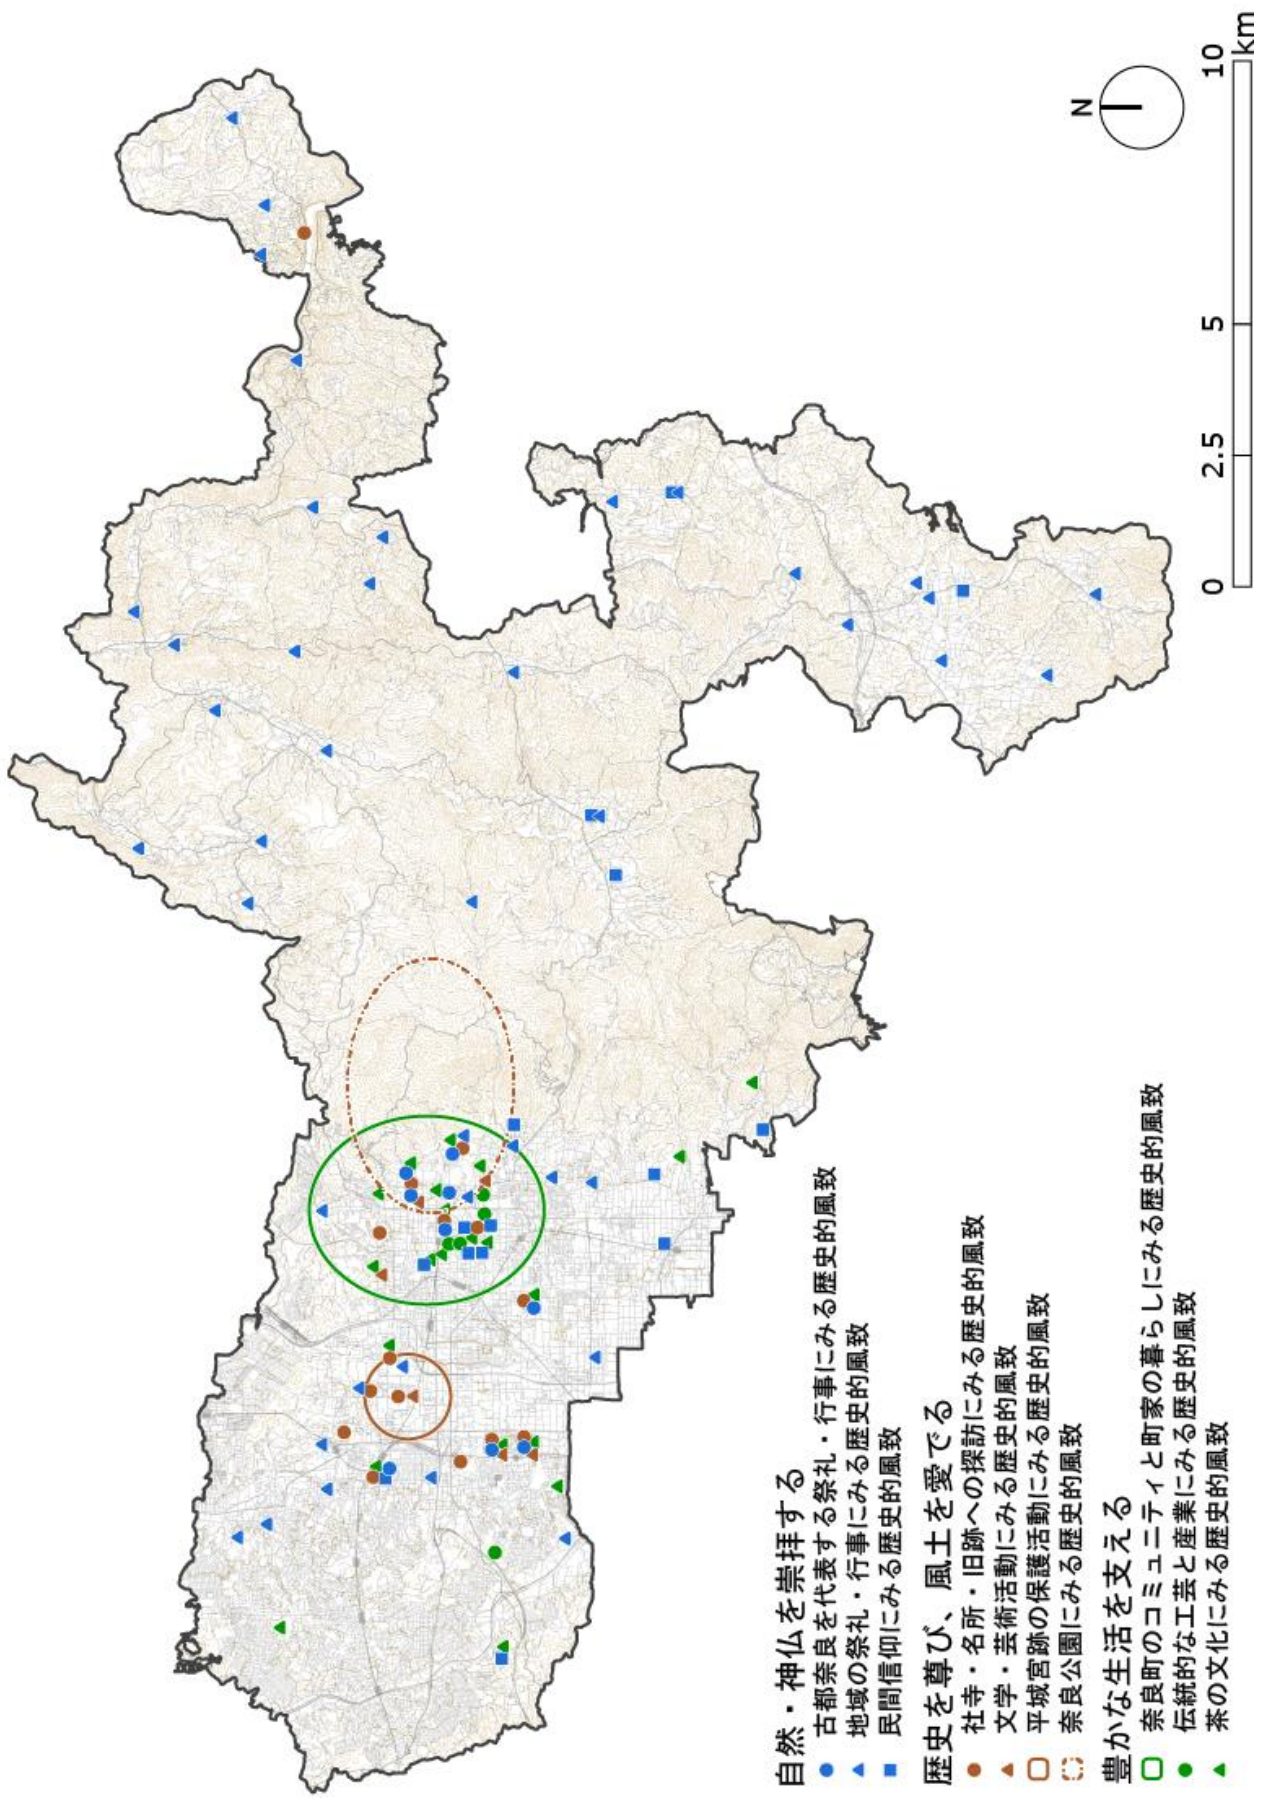 自然・神仏を崇拝する
古都奈良を代表する祭礼・行事にみる歴史的風致
地域の祭礼・行事にみる歴史的風致
民間信仰にみる歴史的風致
歴史を尊び、風土を愛でる
社寺・名所・旧跡への探訪にみる歴史的風致
文学・芸術活動にみる歴史的風致
平城宮跡の保護活動にみる歴史的風致
奈良公園にみる歴史的風致
豊かな生活を支える
奈良町のコミュニティと町家の暮らしにみる歴史的風致
伝統的な工芸と産業にみる歴史的風致
茶の文化にみる歴史的風致
N
0 2.5 5 10
km